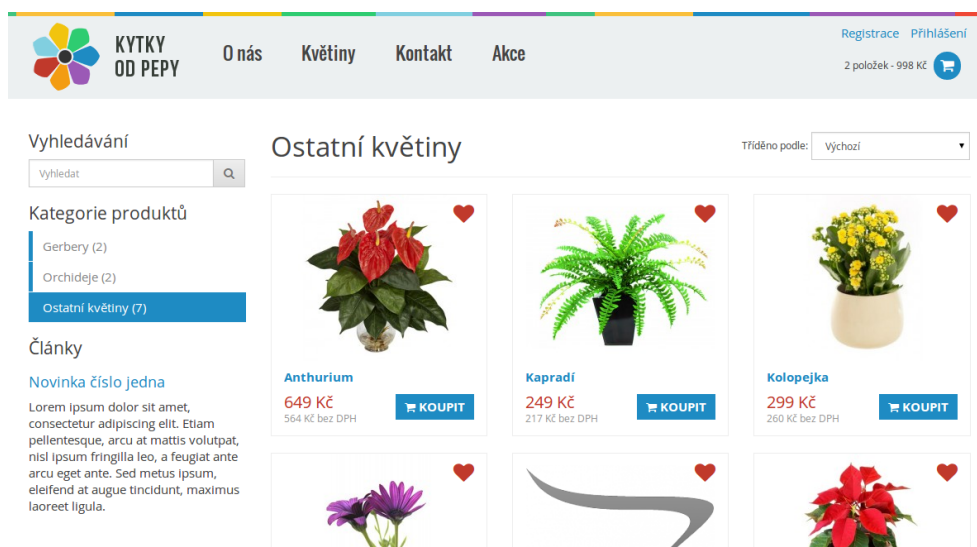 KYTKY
OD PEPY
O nás
Květiny
Kontakt
Akce
Registrace Přihlášení
2 položek - 998 Kč
Vyhledávání
Vyhledat
Kategorie produktů
Gerbery (2)
Orchideje (2)
Ostatní květiny (7)
Články
Novinka číslo jedna
Lorem ipsum dolor sit amet,
consectetur adipiscing elit. Etiam
pellentesque, arcu at mattis volutpat,
nisl ipsum fringilla leo, a feugiat ante
arcu eget ante. Sed metus ipsum,
eleifend at augue tincidunt, maximus
laoreet ligula.
Ostatní květiny
Tříděno podle: Výchozí
Anthurium
649 Kč
564 Kč bez DPH
KOUPIT
Kapradí
249 Kč
217 Kč bez DPH
KOUPIT
Kolopejka
299 Kč
260 Kč bez DPH
KOUPIT